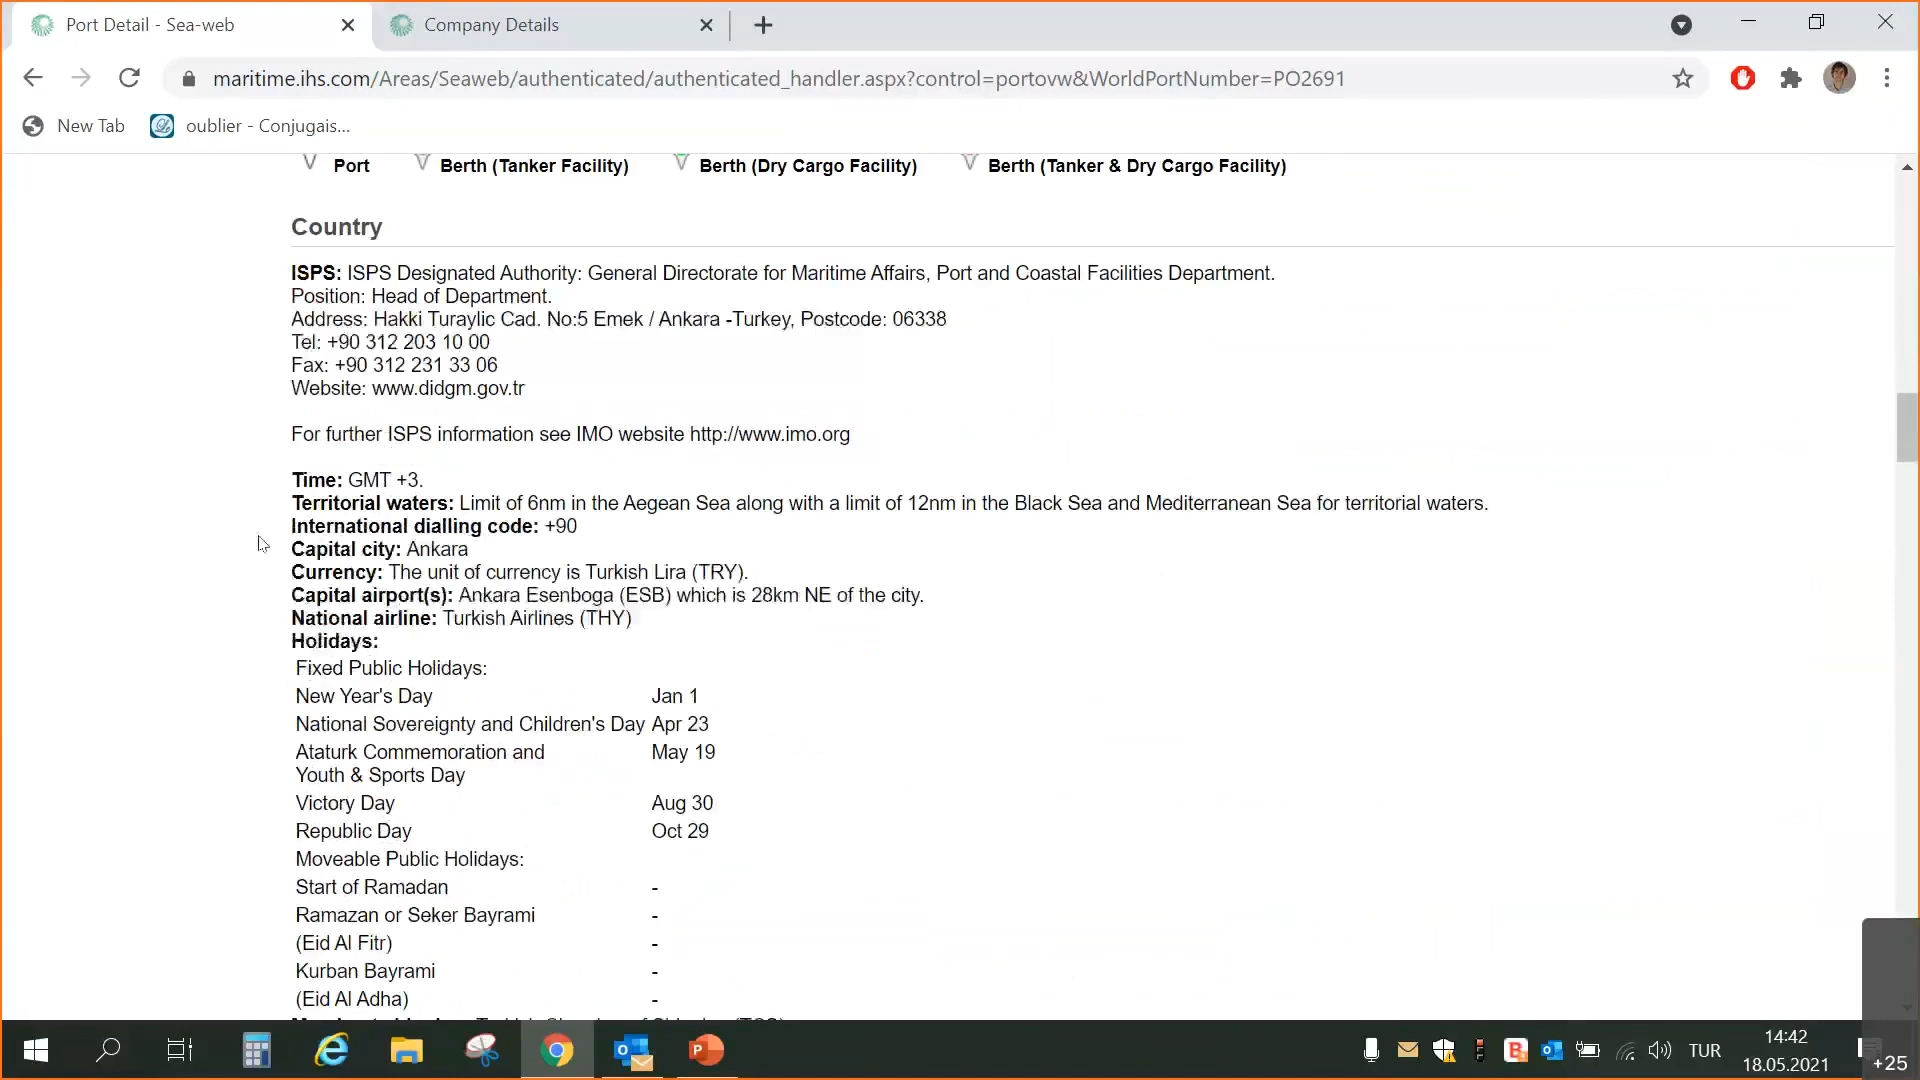 Port Detail - Sea-web
Company Details
maritime.ihs.com/Areas/Seaweb/authenticated/authenticated_handler.aspx?control=portovw&WorldPortNumber=PO2691
New Tab
oublier - Conjugais...
Port
Berth (Tanker Facility)
Berth (Dry Cargo Facility)
Berth (Tanker & Dry Cargo Facility)
Country
ISPS: ISPS Designated Authority: General Directorate for Maritime Affairs, Port and Coastal Facilities Department.
Position: Head of Department.
Address: Hakki Turaylic Cad. No:5 Emek / Ankara -Turkey, Postcode: 06338
Tel: +90 312 203 10 00
Fax: +90 312 231 33 06
Website: www.didgm.gov.tr
For further ISPS information see IMO website http://www.imo.org
Time: GMT +3.
Territorial waters: Limit of 6nm in the Aegean Sea along with a limit of 12nm in the Black Sea and Mediterranean Sea for territorial waters.
International dialling code: +90
Capital city: Ankara
Currency: The unit of currency is Turkish Lira (TRY).
Capital airport(s): Ankara Esenboga (ESB) which is 28km NE of the city.
National airline: Turkish Airlines (THY)
Holidays:
Fixed Public Holidays:
New Year's Day Jan 1
National Sovereignty and Children's Day Apr 23
Ataturk Commemoration and May 19
Youth & Sports Day
Victory Day Aug 30
Republic Day Oct 29
Moveable Public Holidays:
Start of Ramadan -
Ramazan or Seker Bayrami -
(Eid Al Fitr) -
Kurban Bayrami -
(Eid Al Adha) -
TUR
14:42
18.05.2021
+25